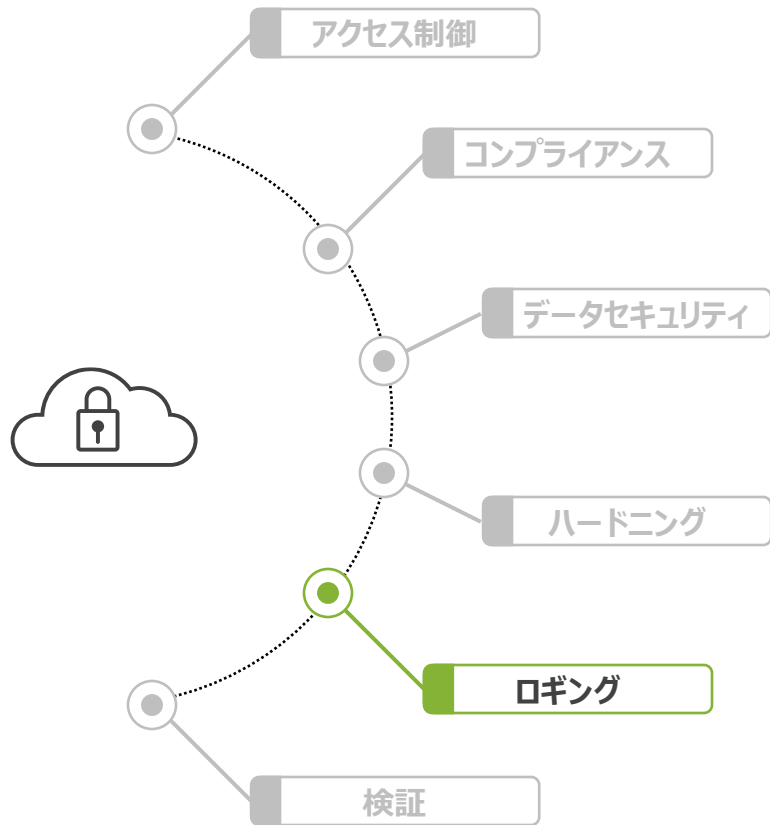 アクセス制御
コンプライアンス
データセキュリティ
ハードニング
ロギング
検証